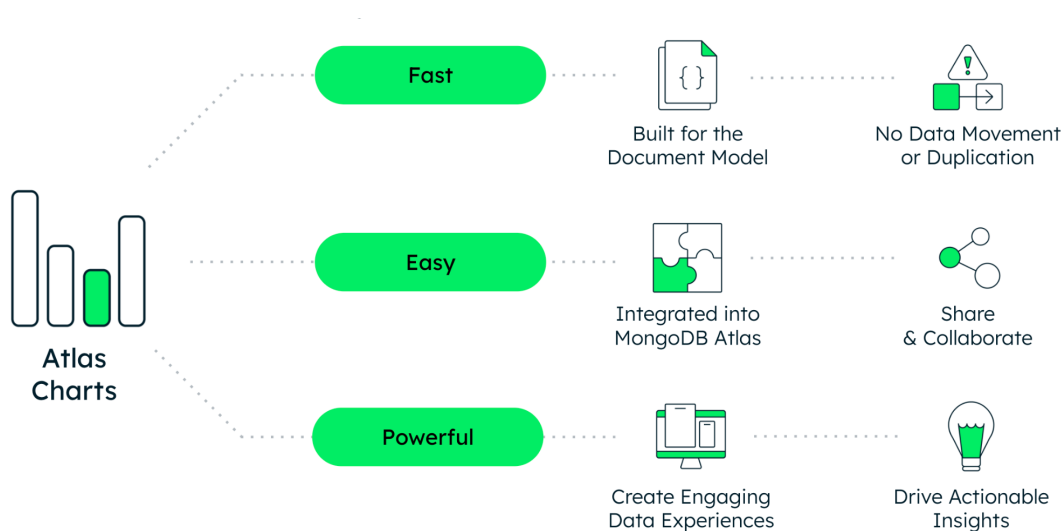 Fast
Built for the
Document Model
No Data Movement
or Duplication
Atlas
Charts
Easy
Integrated into
MongoDB Atlas
Share
& Collaborate
Powerful
Create Engaging
Data Experiences
Drive Actionable
Insights